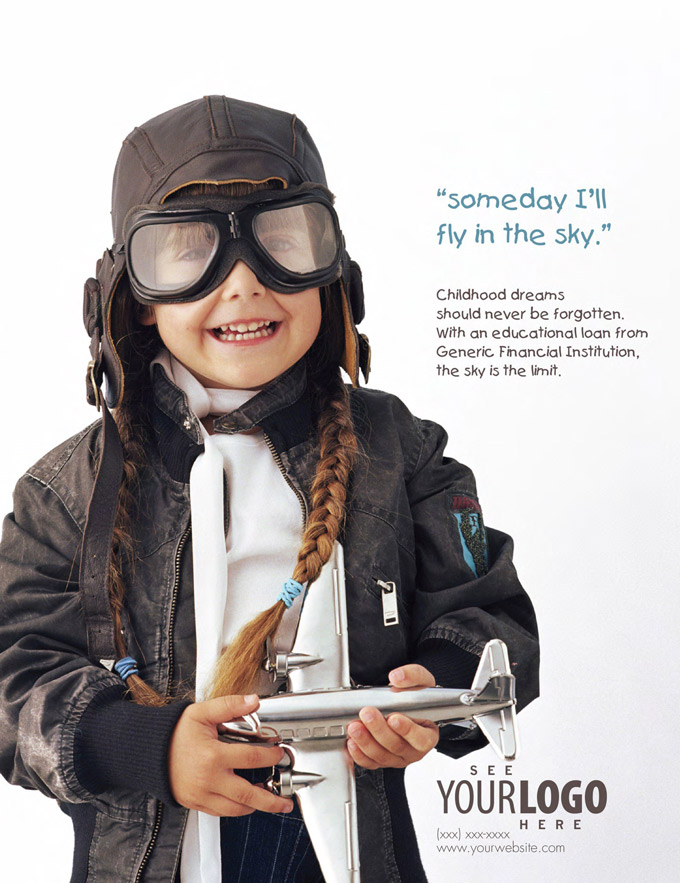 “someday I’ll
fly in the sky.”
Childhood dreams
should never be forgotten.
With an educational loan from
Generic Financial Institution,
the sky is the limit.
SEE
YOURLOGO
HERE
(xxx) xxx-xxxx
www.yourwebsite.com